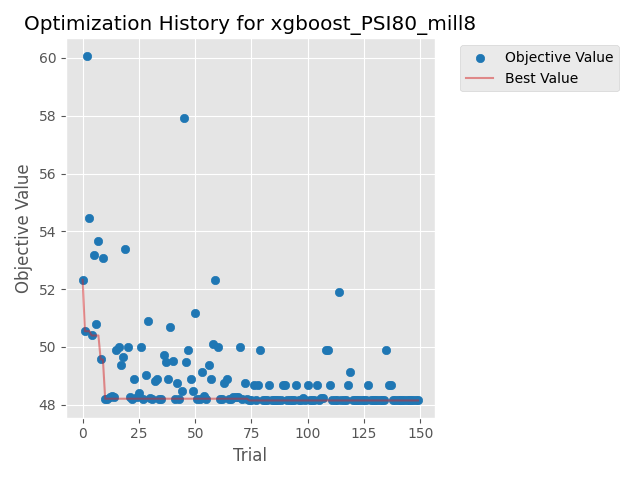 Optimization History for xgboost_PSI80_mill8
Objective Value
Best Value
60
58
56
54
52
50
48
Objective Value
0
25
50
75
100
125
150
Trial